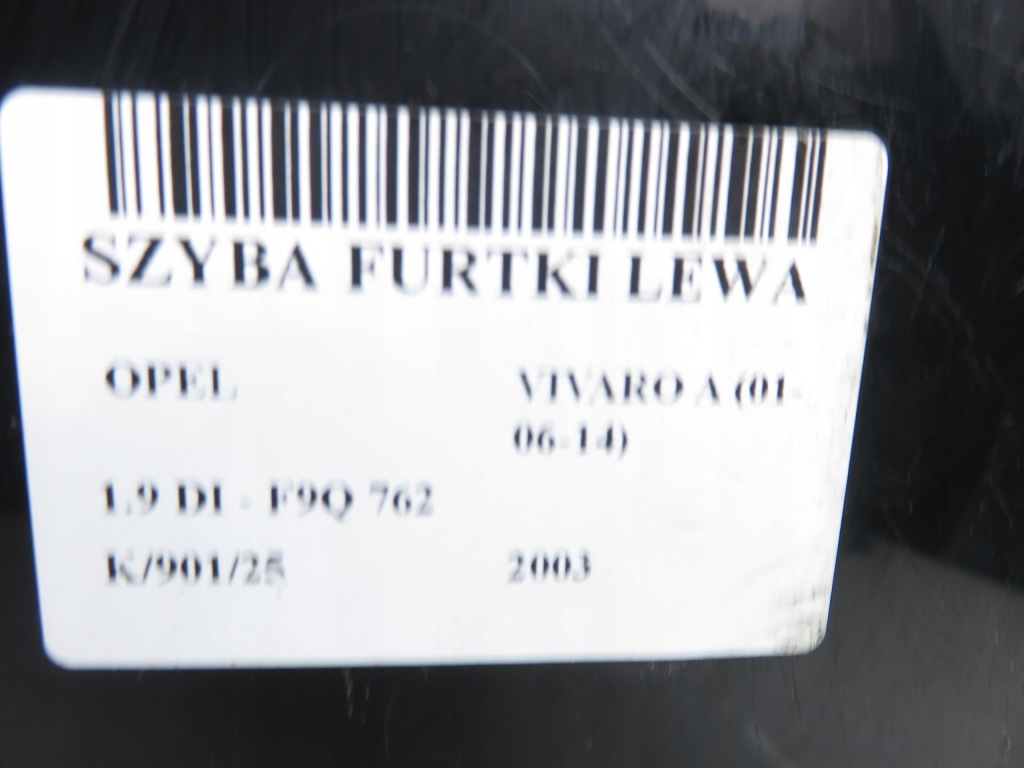 SZYBA FURTKI LEWA
OPEL
VIVARO A (01-
06-14)
1.9 DI - F9Q 762
K/901/25
2003